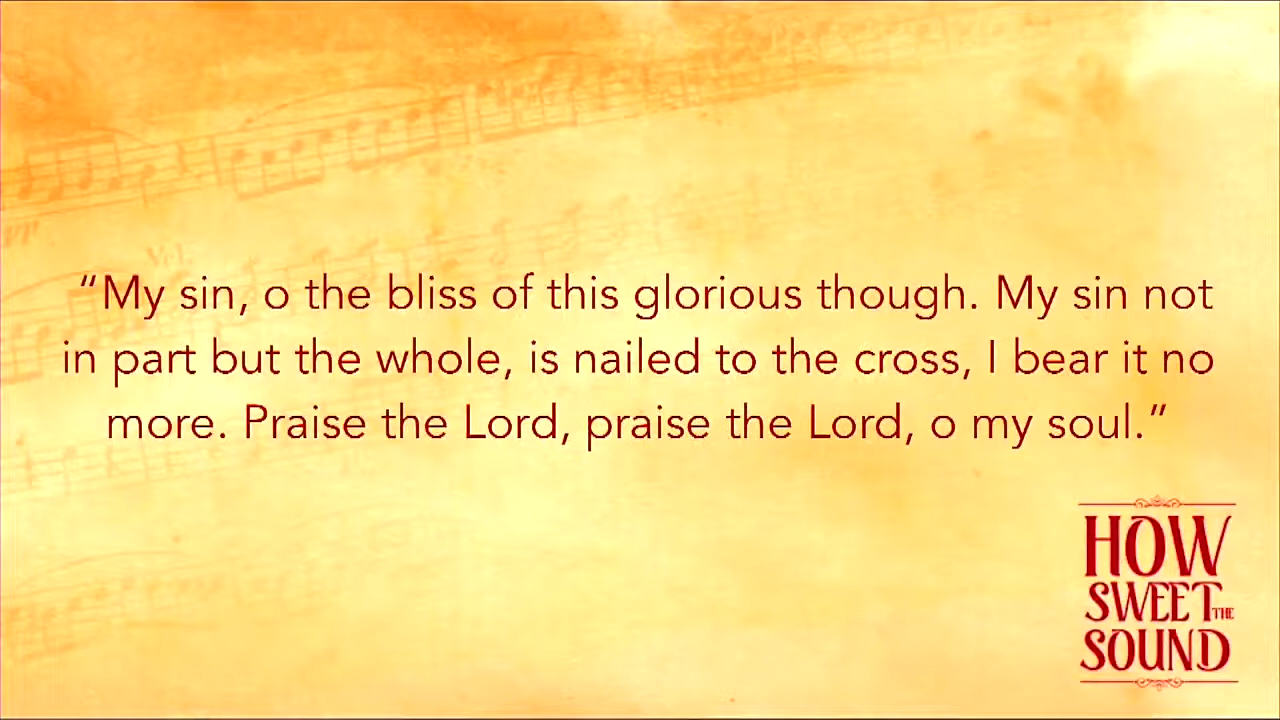 “My sin, o the bliss of this glorious though. My sin not
in part but the whole, is nailed to the cross, I bear it no
more. Praise the Lord, praise the Lord, o my soul.”
HOW
SWEET THE
SOUND